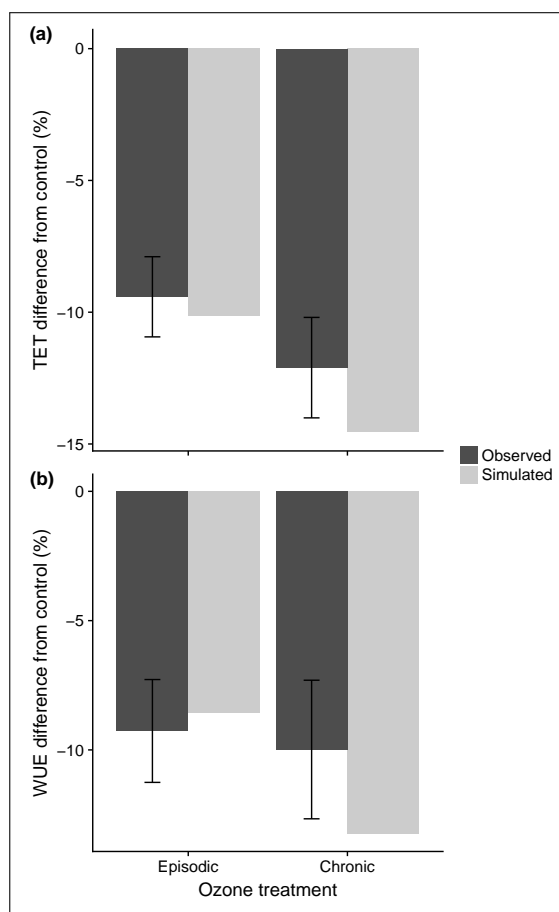 (a)
TET difference from control (%)
0
−5
−10
−15
Observed
Simulated
(b)
WUE difference from control (%)
0
−5
−10
Episodic
Chronic
Ozone treatment